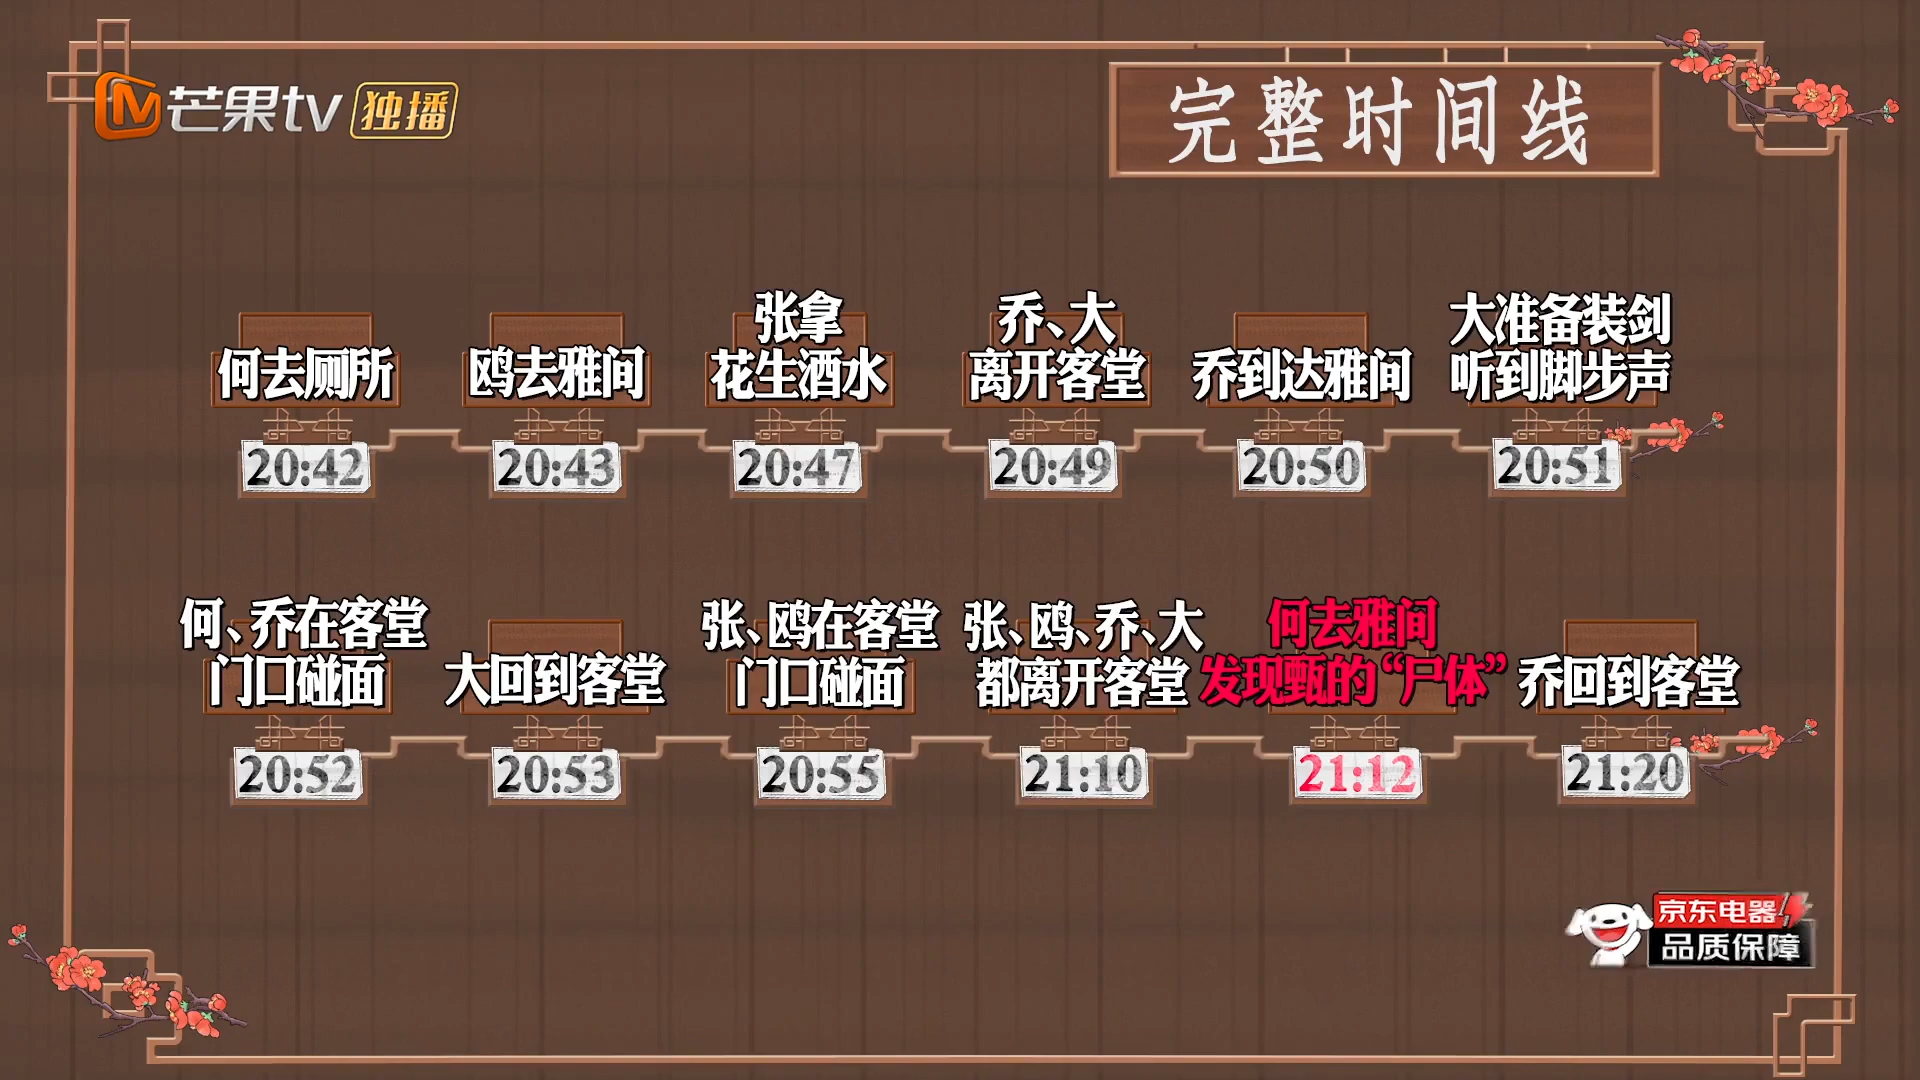 芒果tv 独播
完整时间线
何去厕所
鸥去雅间
张拿
花生酒水
乔、大
离开客堂
乔到达雅间
大准备装剑
听到脚步声
20:42
20:43
20:47
20:49
20:50
20:51
何、乔在客堂
门口碰面
大回到客堂
张、鸥在客堂
门口碰面
张、鸥、乔、大
都离开客堂
何去雅间
发现甄的“尸体”
乔回到客堂
20:52
20:53
20:55
21:10
21:12
21:20
京东电器
品质保障